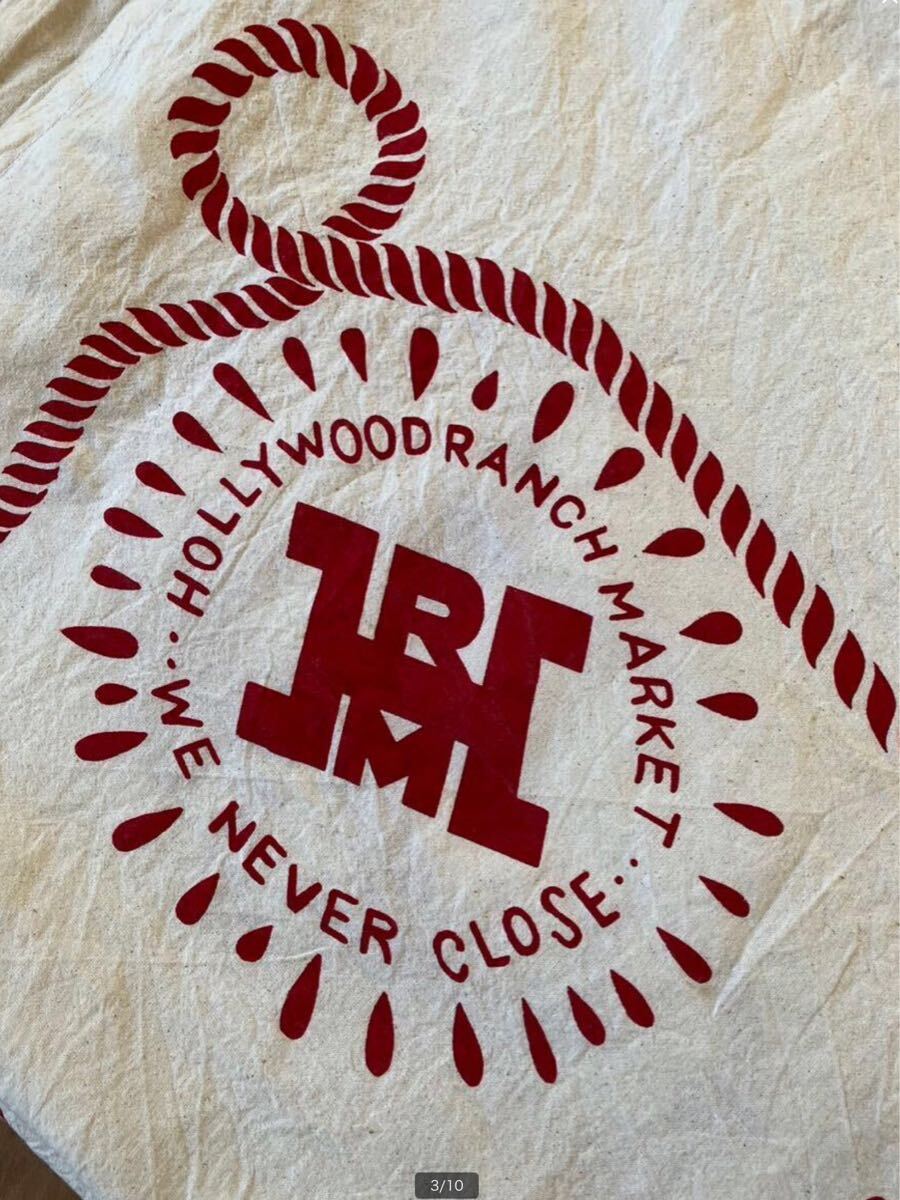 ..HOLLYWOOD RANCH MARKET..
WE NEVER CLOSE
HRM
3/10